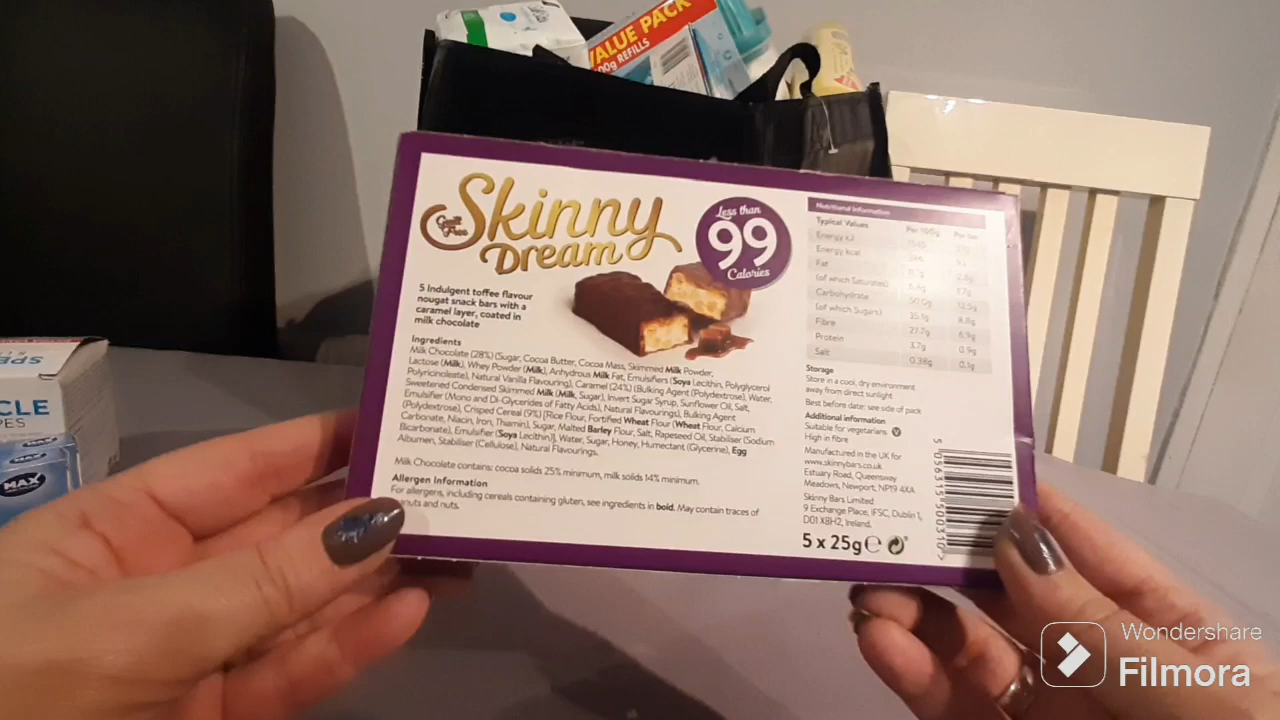 VALUE PACK
00g REFILLS
Guilt
Free
Skinny
Dream
Less than
99
Calories
5 Indulgent toffee flavour
nougat snack bars with a
caramel layer, coated in
milk chocolate
Ingredients
Milk Chocolate (28%) (Sugar, Cocoa Butter, Cocoa Mass, Skimmed Milk Powder,
Lactose (Milk), Whey Powder (Milk), Anhydrous Milk Fat, Emulsifiers (Soya Lecithin, Polyglycerol
Polyricinoleate), Natural Vanilla Flavouring), Caramel (24%) (Bulking Agent (Polydextrose), Water,
Sweetened Condensed Skimmed Milk (Milk, Sugar), Invert Sugar Syrup, Sunflower Oil, Salt,
Emulsifier (Mono and Di-Glycerides of Fatty Acids), Natural Flavourings), Bulking Agent
(Polydextrose), Crisped Cereal (9%) [Rice Flour, Fortified Wheat Flour (Wheat Flour, Calcium
Carbonate, Niacin, Iron, Thiamin), Sugar, Malted Barley Flour, Salt, Rapeseed Oil, Stabiliser (Sodium
Bicarbonate), Emulsifier (Soya Lecithin)], Water, Sugar, Honey, Humectant (Glycerine), Egg
Albumen, Stabiliser (Cellulose), Natural Flavourings.
Milk Chocolate contains: cocoa solids 25% minimum, milk solids 14% minimum.
Allergen Information
For allergens, including cereals containing gluten, see ingredients in bold. May contain traces of
nuts and nuts.
Nutritional Information
Typical Values Per 100g Per bar
Energy kJ
Energy kcal
Fat 2.8g
(of which Saturates) 1.7g
Carbohydrate 50.0g 12.5g
(of which Sugars) 35.1g 8.8g
Fibre 27.7g 6.9g
Protein 3.7g 0.9g
Salt 0.38g 0.1g
Storage
Store in a cool, dry environment
away from direct sunlight
Best before date: see side of pack
Additional information
Suitable for vegetarians. V
High in fibre
Manufactured in the UK for
www.skinnybars.co.uk
Estuary Road, Queensway
Meadows, Newport, NP19 4XA
Skinny Bars Limited
9 Exchange Place, IFSC, Dublin 1,
D01 X8H2, Ireland.
5 x 25g e
5 056315 500310 >
CLE
PES
MAX
Wondershare
Filmora